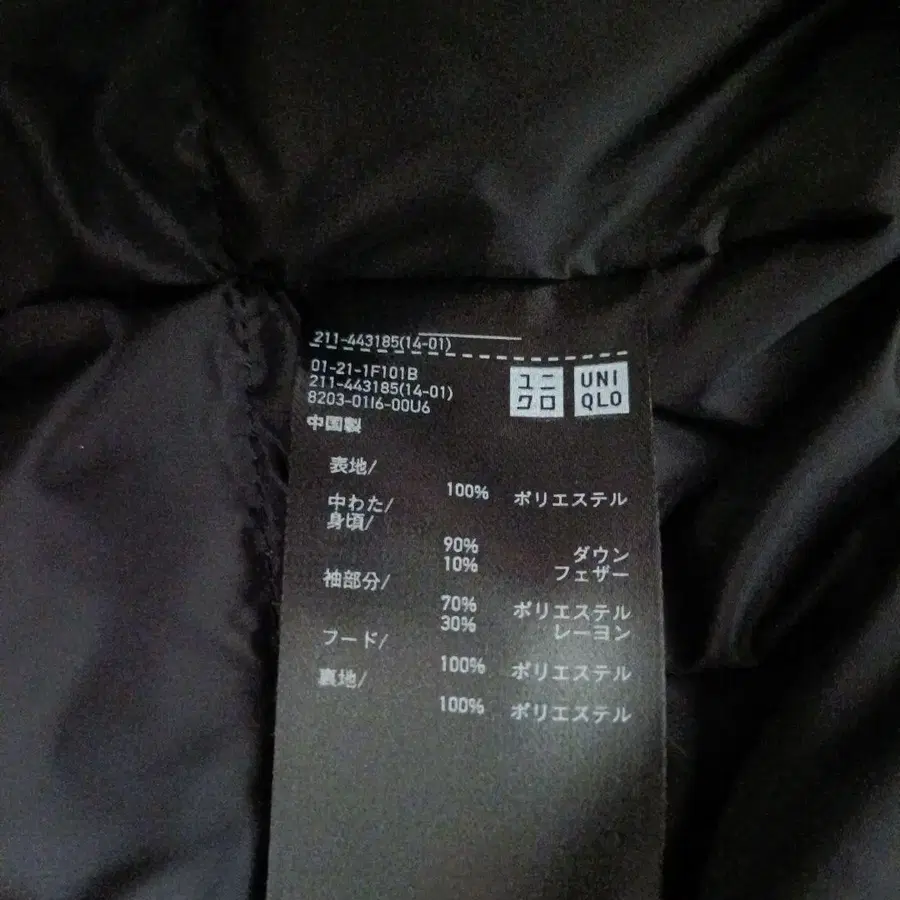 211-443185(14-01)
01-21-1F101B
211-443185(14-01)
8203-01I6-00U6
中国製
ユニ
クロ
UNI
QLO
表地/
100% ポリエステル
中わた/
身頃/
90% ダウン
10% フェザー
袖部分/
70% ポリエステル
30% レーヨン
フード/
100% ポリエステル
裏地/
100% ポリエステル